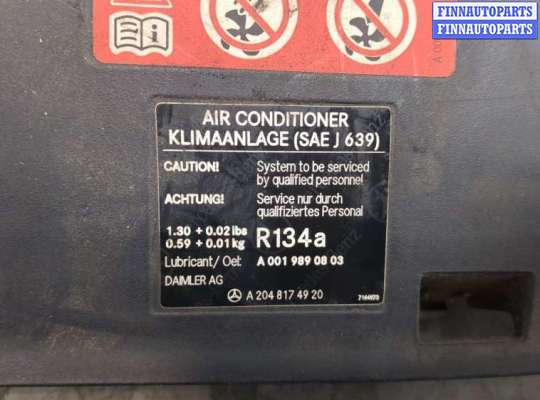 FINNAUTOPARTS
FINNAUTOPARTS
AIR CONDITIONER
KLIMAANLAGE (SAE J 639)
CAUTION! System to be serviced
by qualified personnel
ACHTUNG! Service nur durch
qualifiziertes Personal
1.30 + 0.02 lbs
0.59 + 0.01 kg R134a
Lubricant/ Oel: A 001 989 08 03
DAIMLER AG
A 204 817 49 20